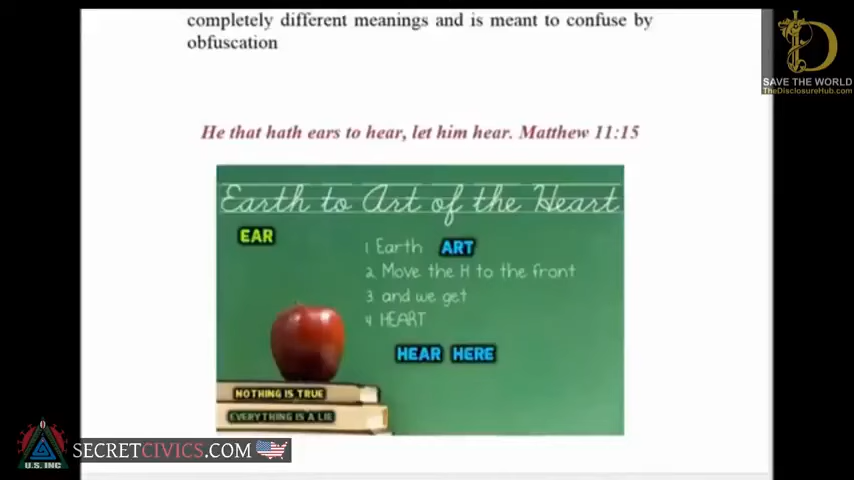 completely different meanings and is meant to confuse by
obfuscation
SAVE THE WORLD
TheDisclosureHub.com
He that hath ears to hear, let him hear. Matthew 11:15
Earth to Art of the Heart
EAR
1 Earth ART
2. Move the H to the front
3. and we get
4. HEART
HEAR HERE
NOTHING IS TRUE
EVERYTHING IS A LIE
SECRETCIVICS.COM
U.S. INC